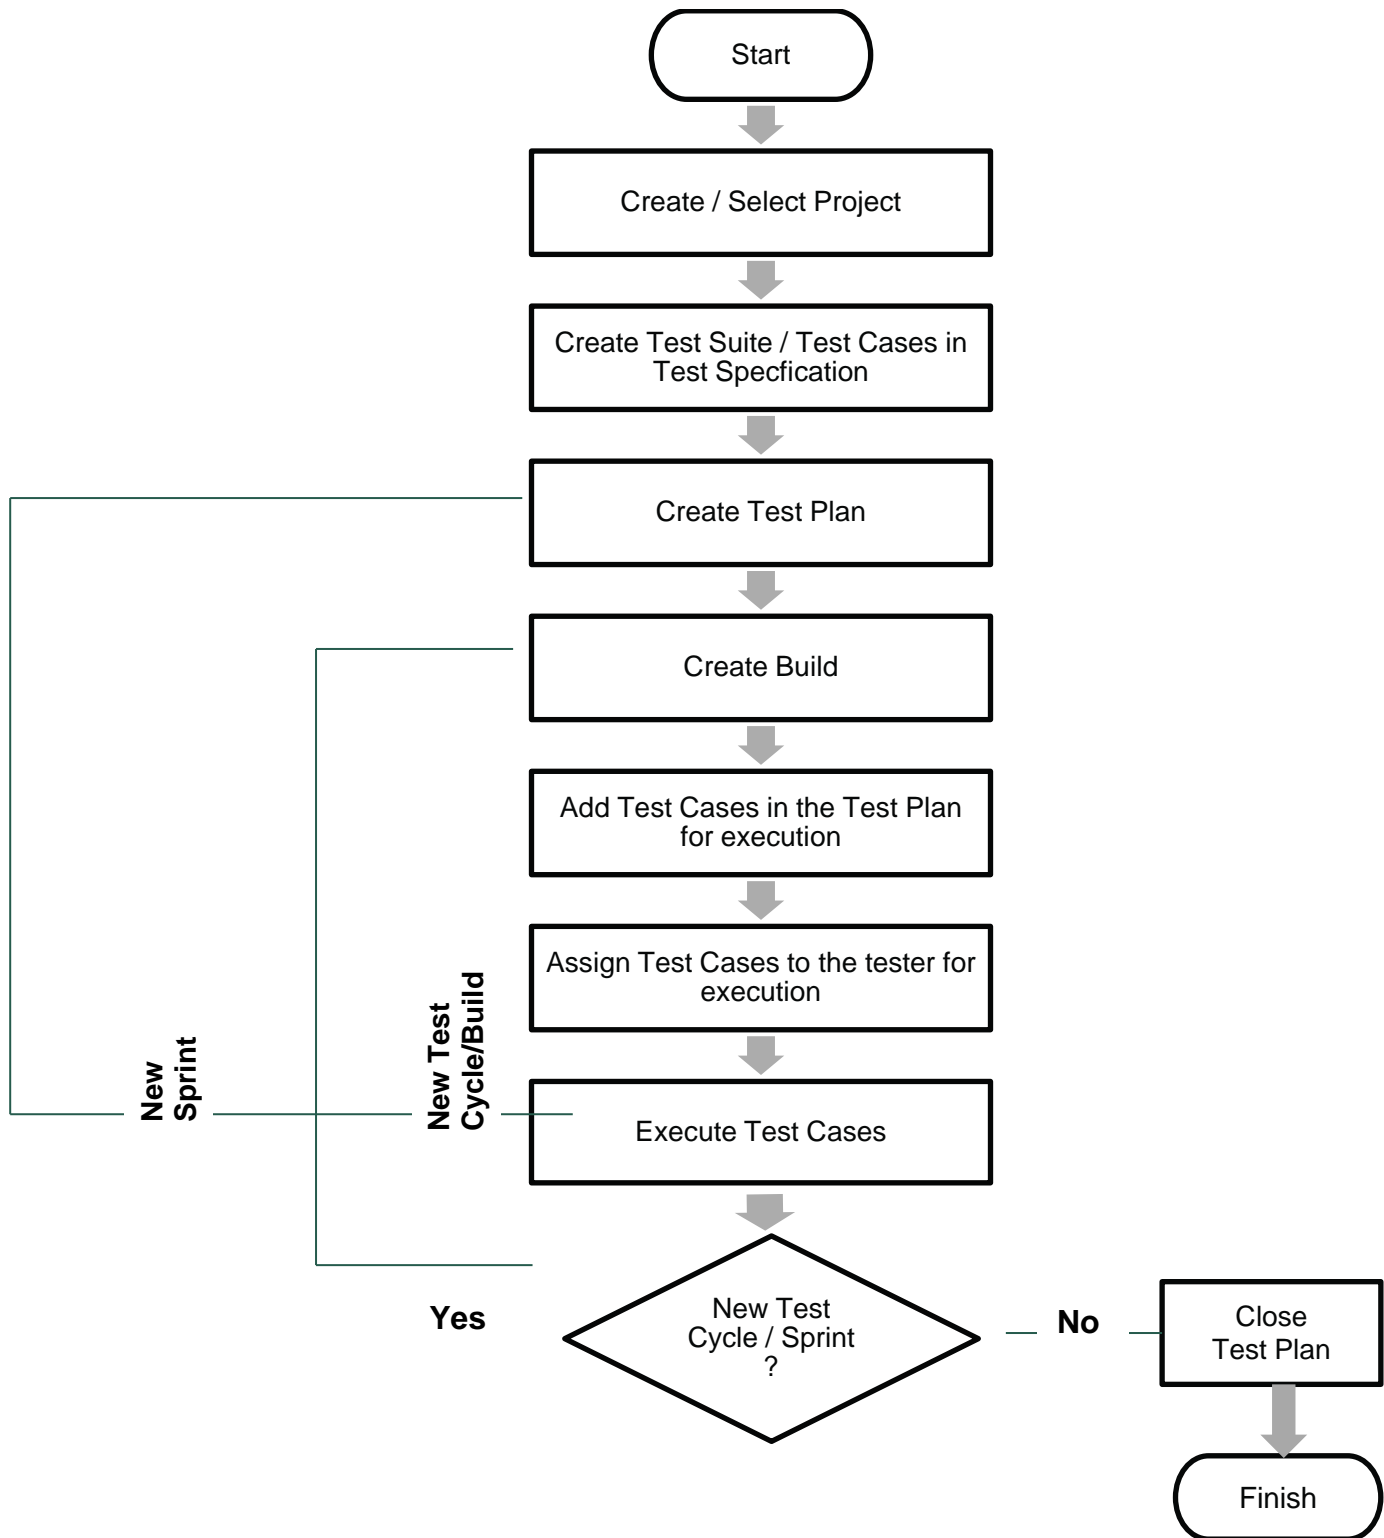 Start
Create / Select Project
Create Test Suite / Test Cases in
Test Specfication
Create Test Plan
Create Build
Add Test Cases in the Test Plan
for execution
Assign Test Cases to the tester for
execution
New
Sprint
New Test
Cycle/Build
Execute Test Cases
Yes
New Test
Cycle / Sprint
?
No
Close
Test Plan
Finish